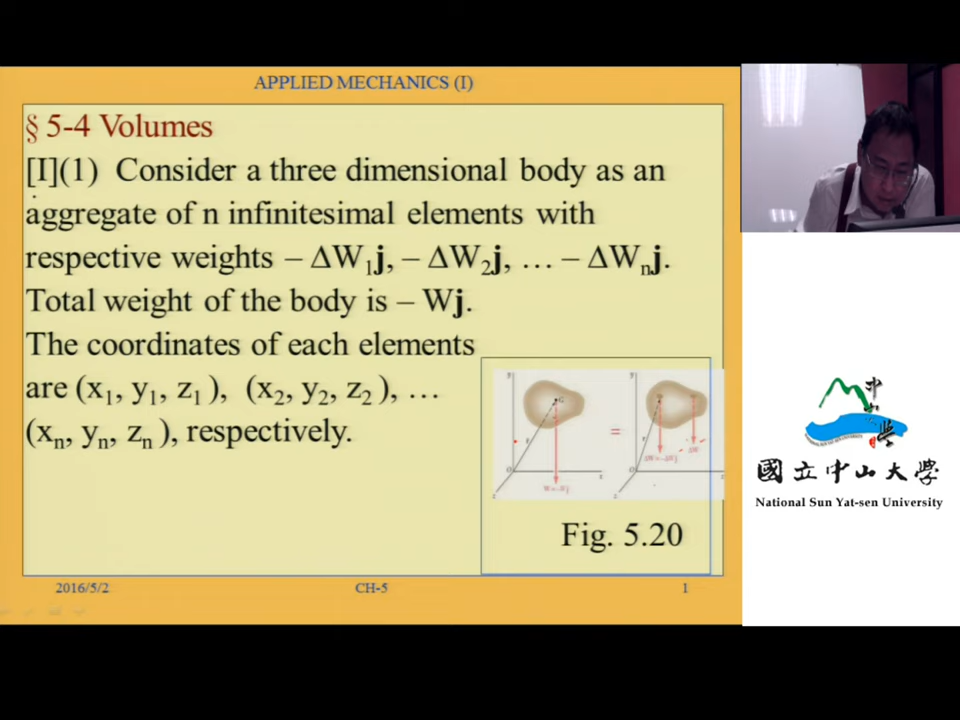 APPLIED MECHANICS (I)
§ 5-4 Volumes
[I](1) Consider a three dimensional body as an
aggregate of n infinitesimal elements with
respective weights – ΔW₁j, – ΔW₂j, … – ΔWₙj.
Total weight of the body is – Wj.
The coordinates of each elements
are (x₁, y₁, z₁ ), (x₂, y₂, z₂ ), …
(xₙ, yₙ, zₙ ), respectively.
=
Fig. 5.20
2016/5/2
CH-5
1
國立中山大學
National Sun Yat-sen University